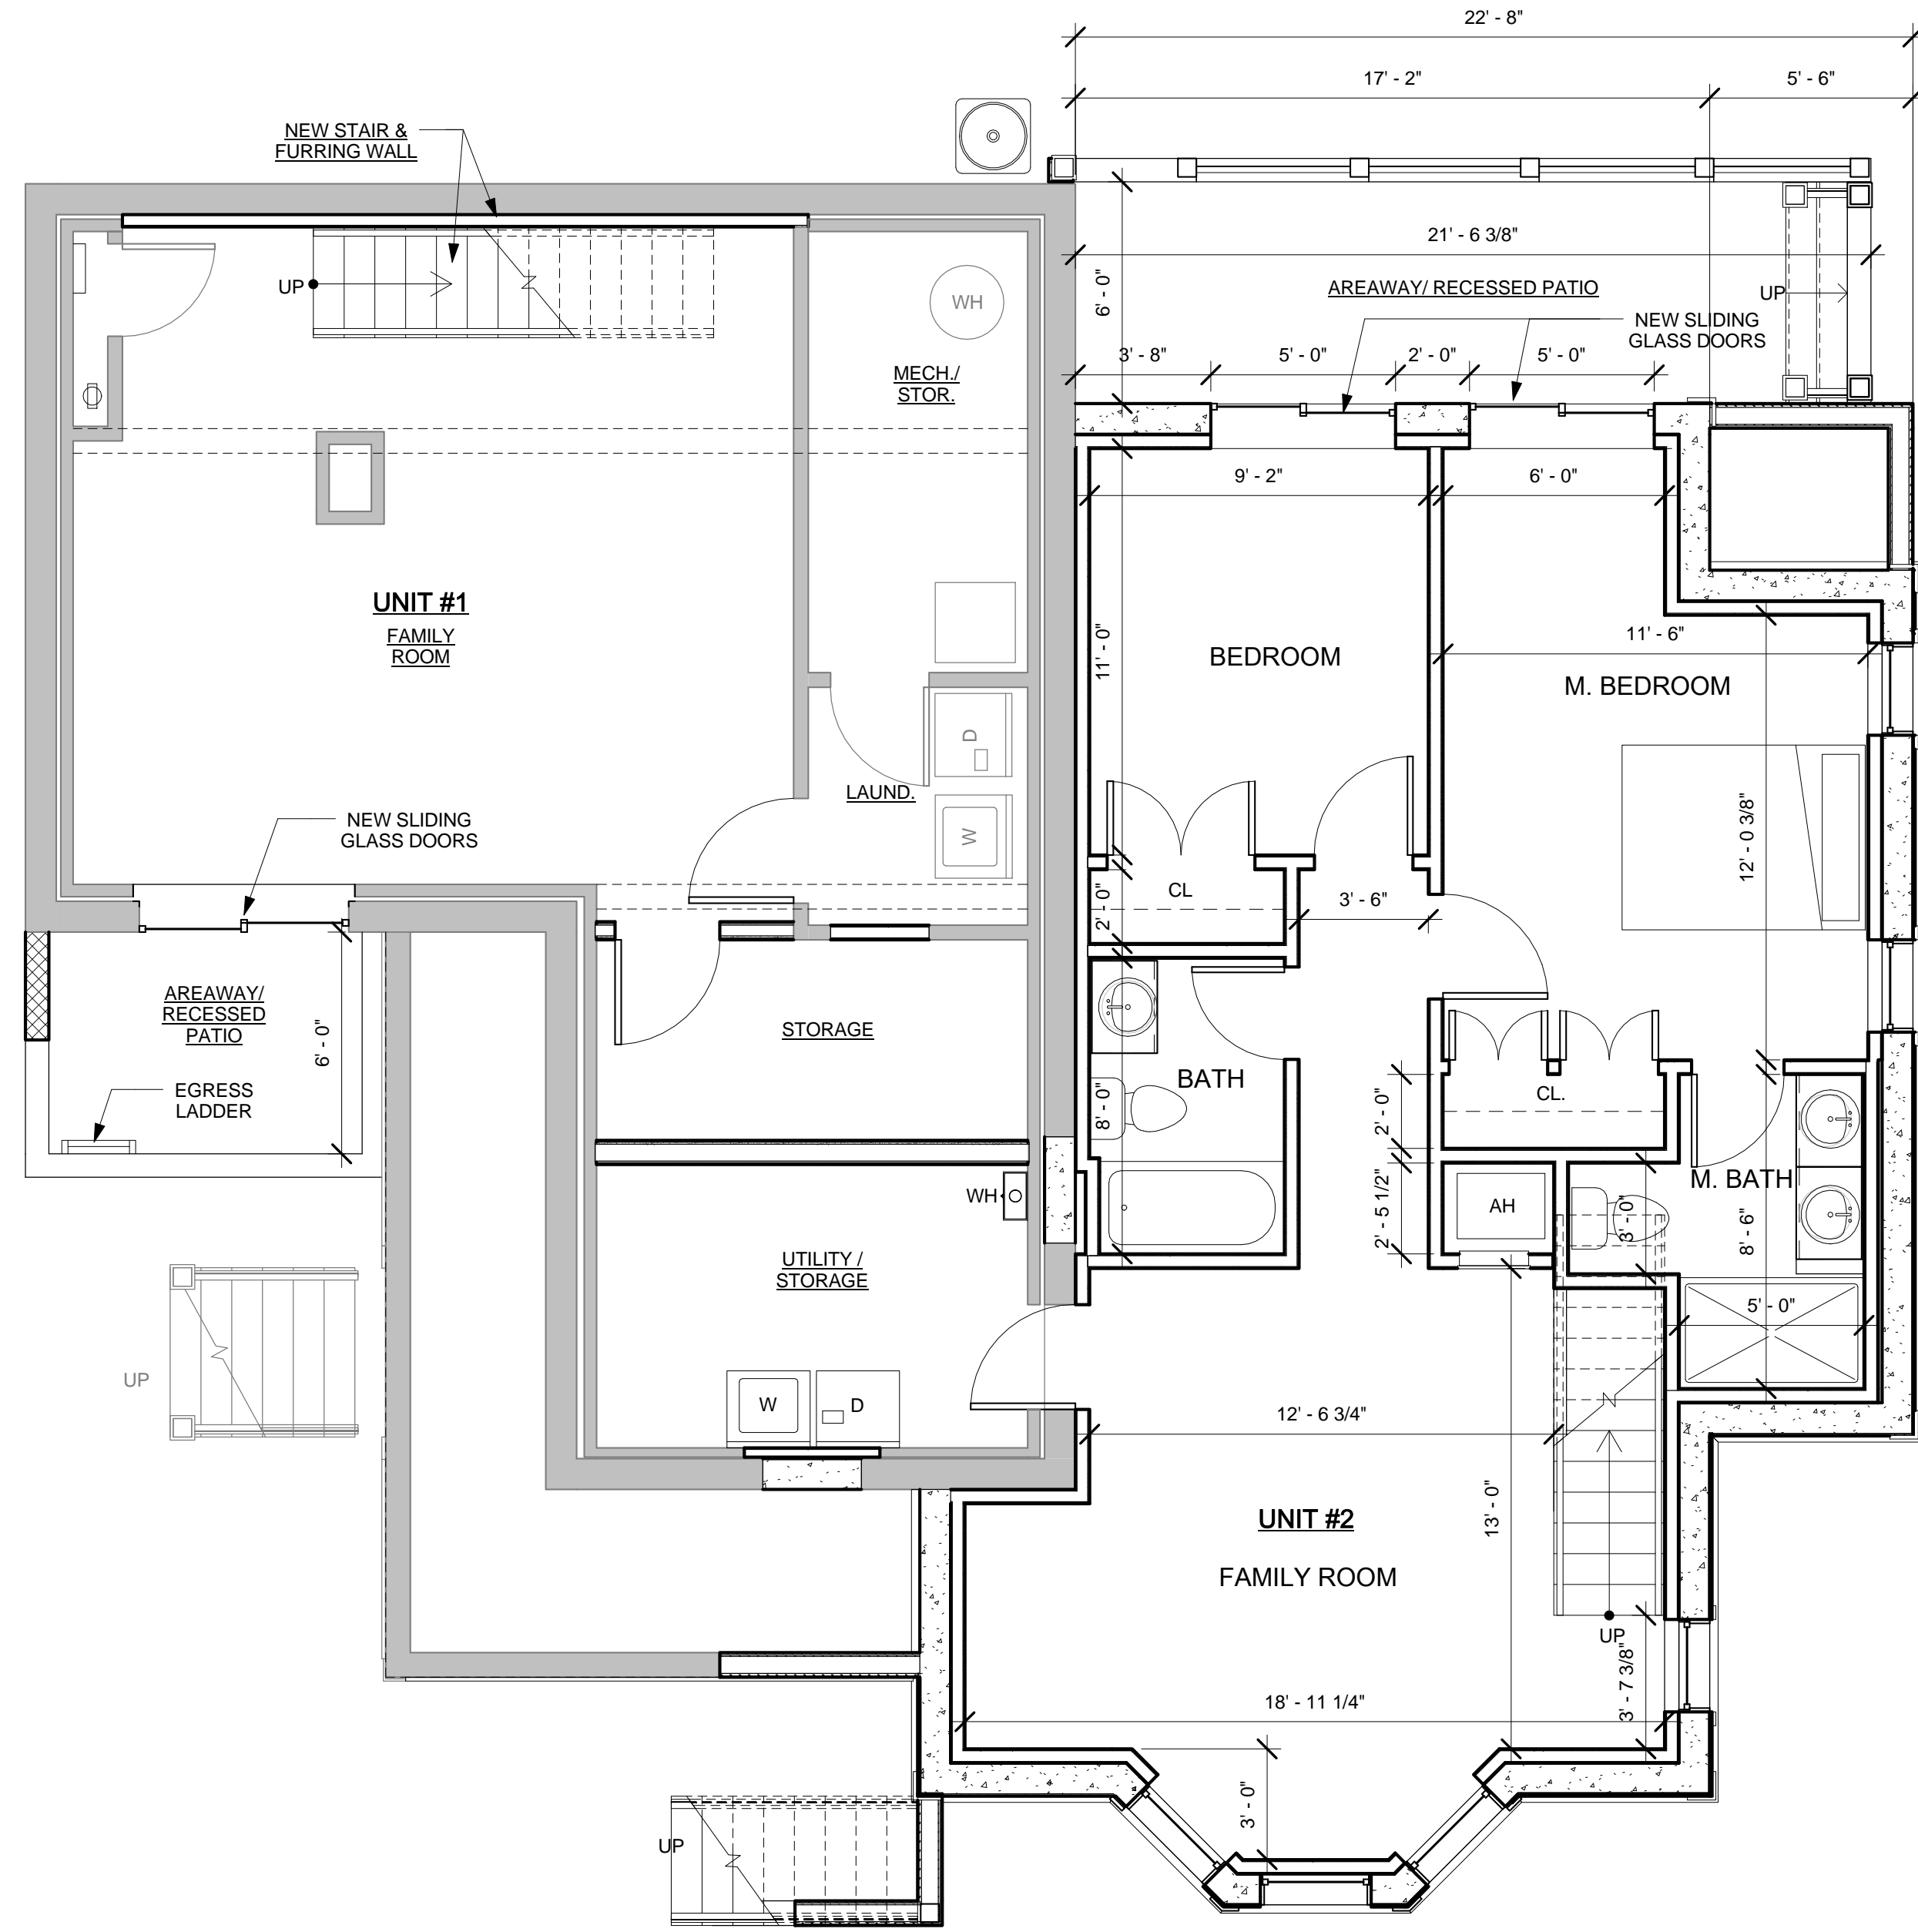 22' - 8"
17' - 2"
5' - 6"
NEW STAIR &
FURRING WALL
21' - 6 3/8"
6' - 0"
UP
WH
AREAWAY/ RECESSED PATIO
UP
NEW SLIDING
GLASS DOORS
3' - 8"
5' - 0"
2' - 0"
5' - 0"
MECH./
STOR.
9' - 2"
6' - 0"
UNIT #1
FAMILY
ROOM
11' - 0"
BEDROOM
11' - 6"
M. BEDROOM
D
LAUND.
W
NEW SLIDING
GLASS DOORS
12' - 0 3/8"
CL
2' - 0"
3' - 6"
AREAWAY/
RECESSED
PATIO
6' - 0"
STORAGE
EGRESS
LADDER
BATH
8' - 0"
2' - 0"
CL.
M. BATH
WH
2' - 5 1/2"
AH
3' - 0"
8' - 6"
UTILITY /
STORAGE
5' - 0"
UP
W
D
12' - 6 3/4"
13' - 0"
UNIT #2
FAMILY ROOM
UP
3' - 7 3/8"
18' - 11 1/4"
3' - 0"
UP